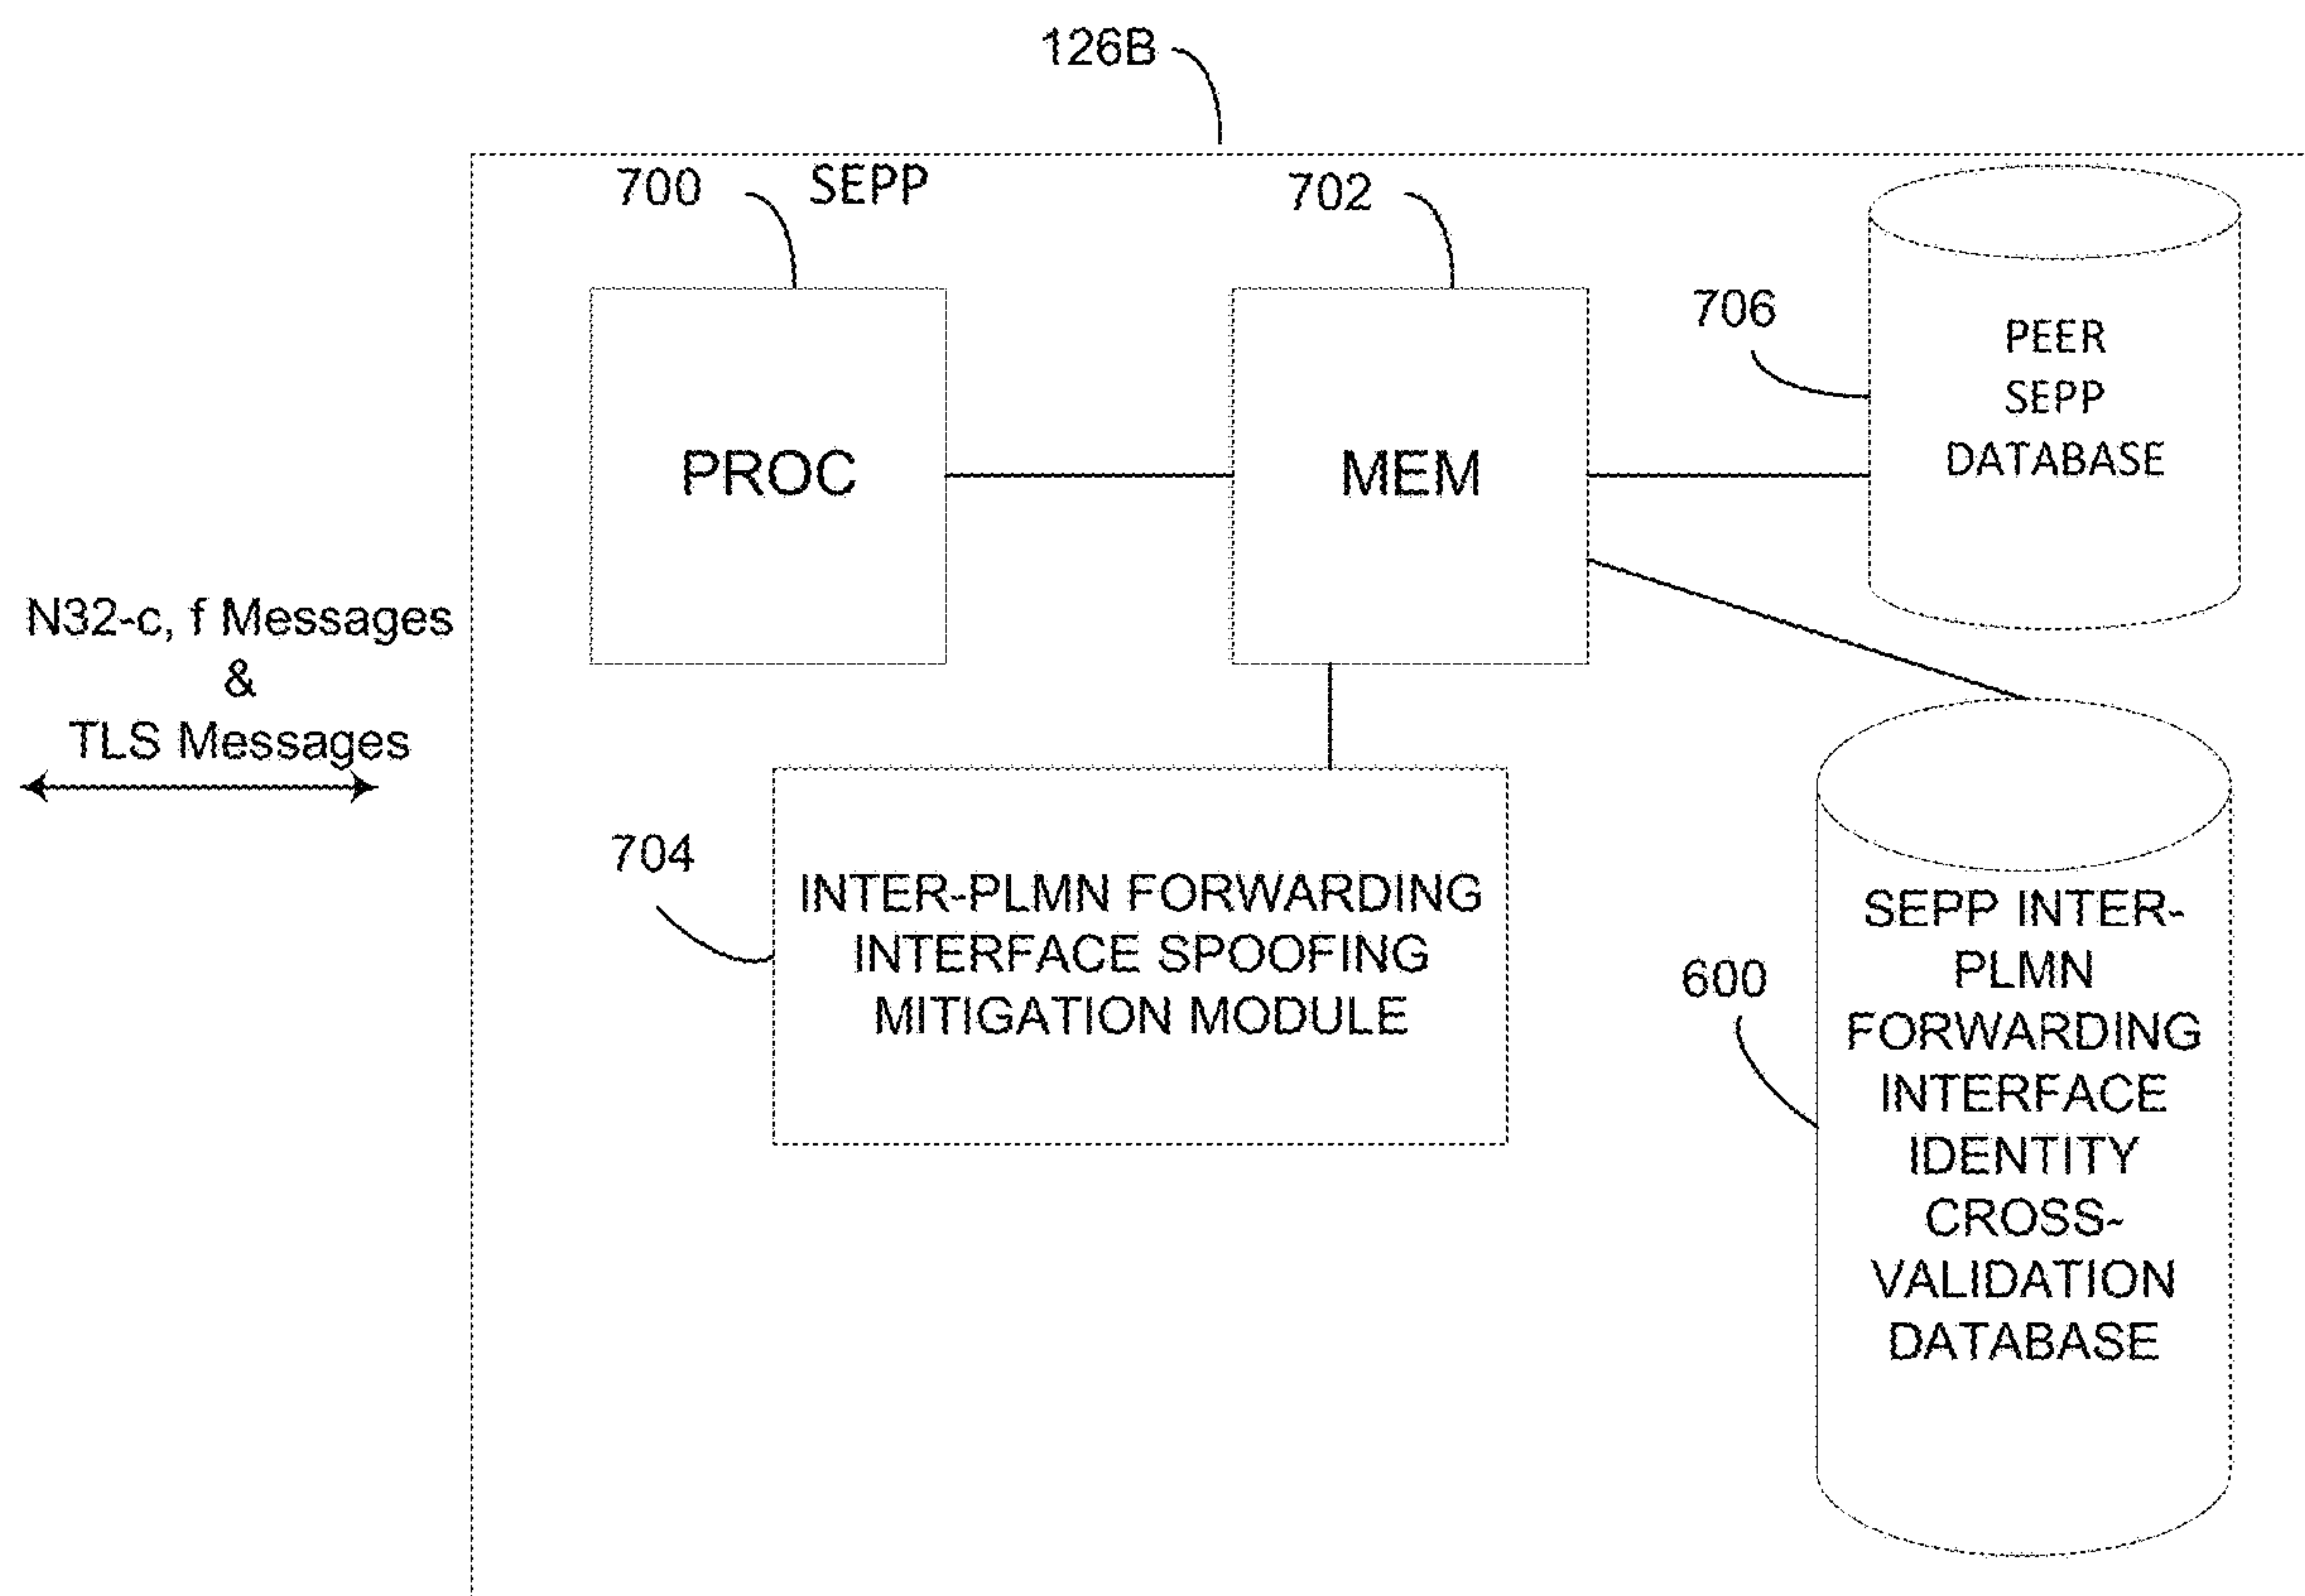 126B
700
SEPP
702
706
PEER
SEPP
DATABASE
PROC
MEM
N32-c, f Messages
&
TLS Messages
704
INTER-PLMN FORWARDING
INTERFACE SPOOFING
MITIGATION MODULE
600
SEPP INTER-
PLMN
FORWARDING
INTERFACE
IDENTITY
CROSS-
VALIDATION
DATABASE